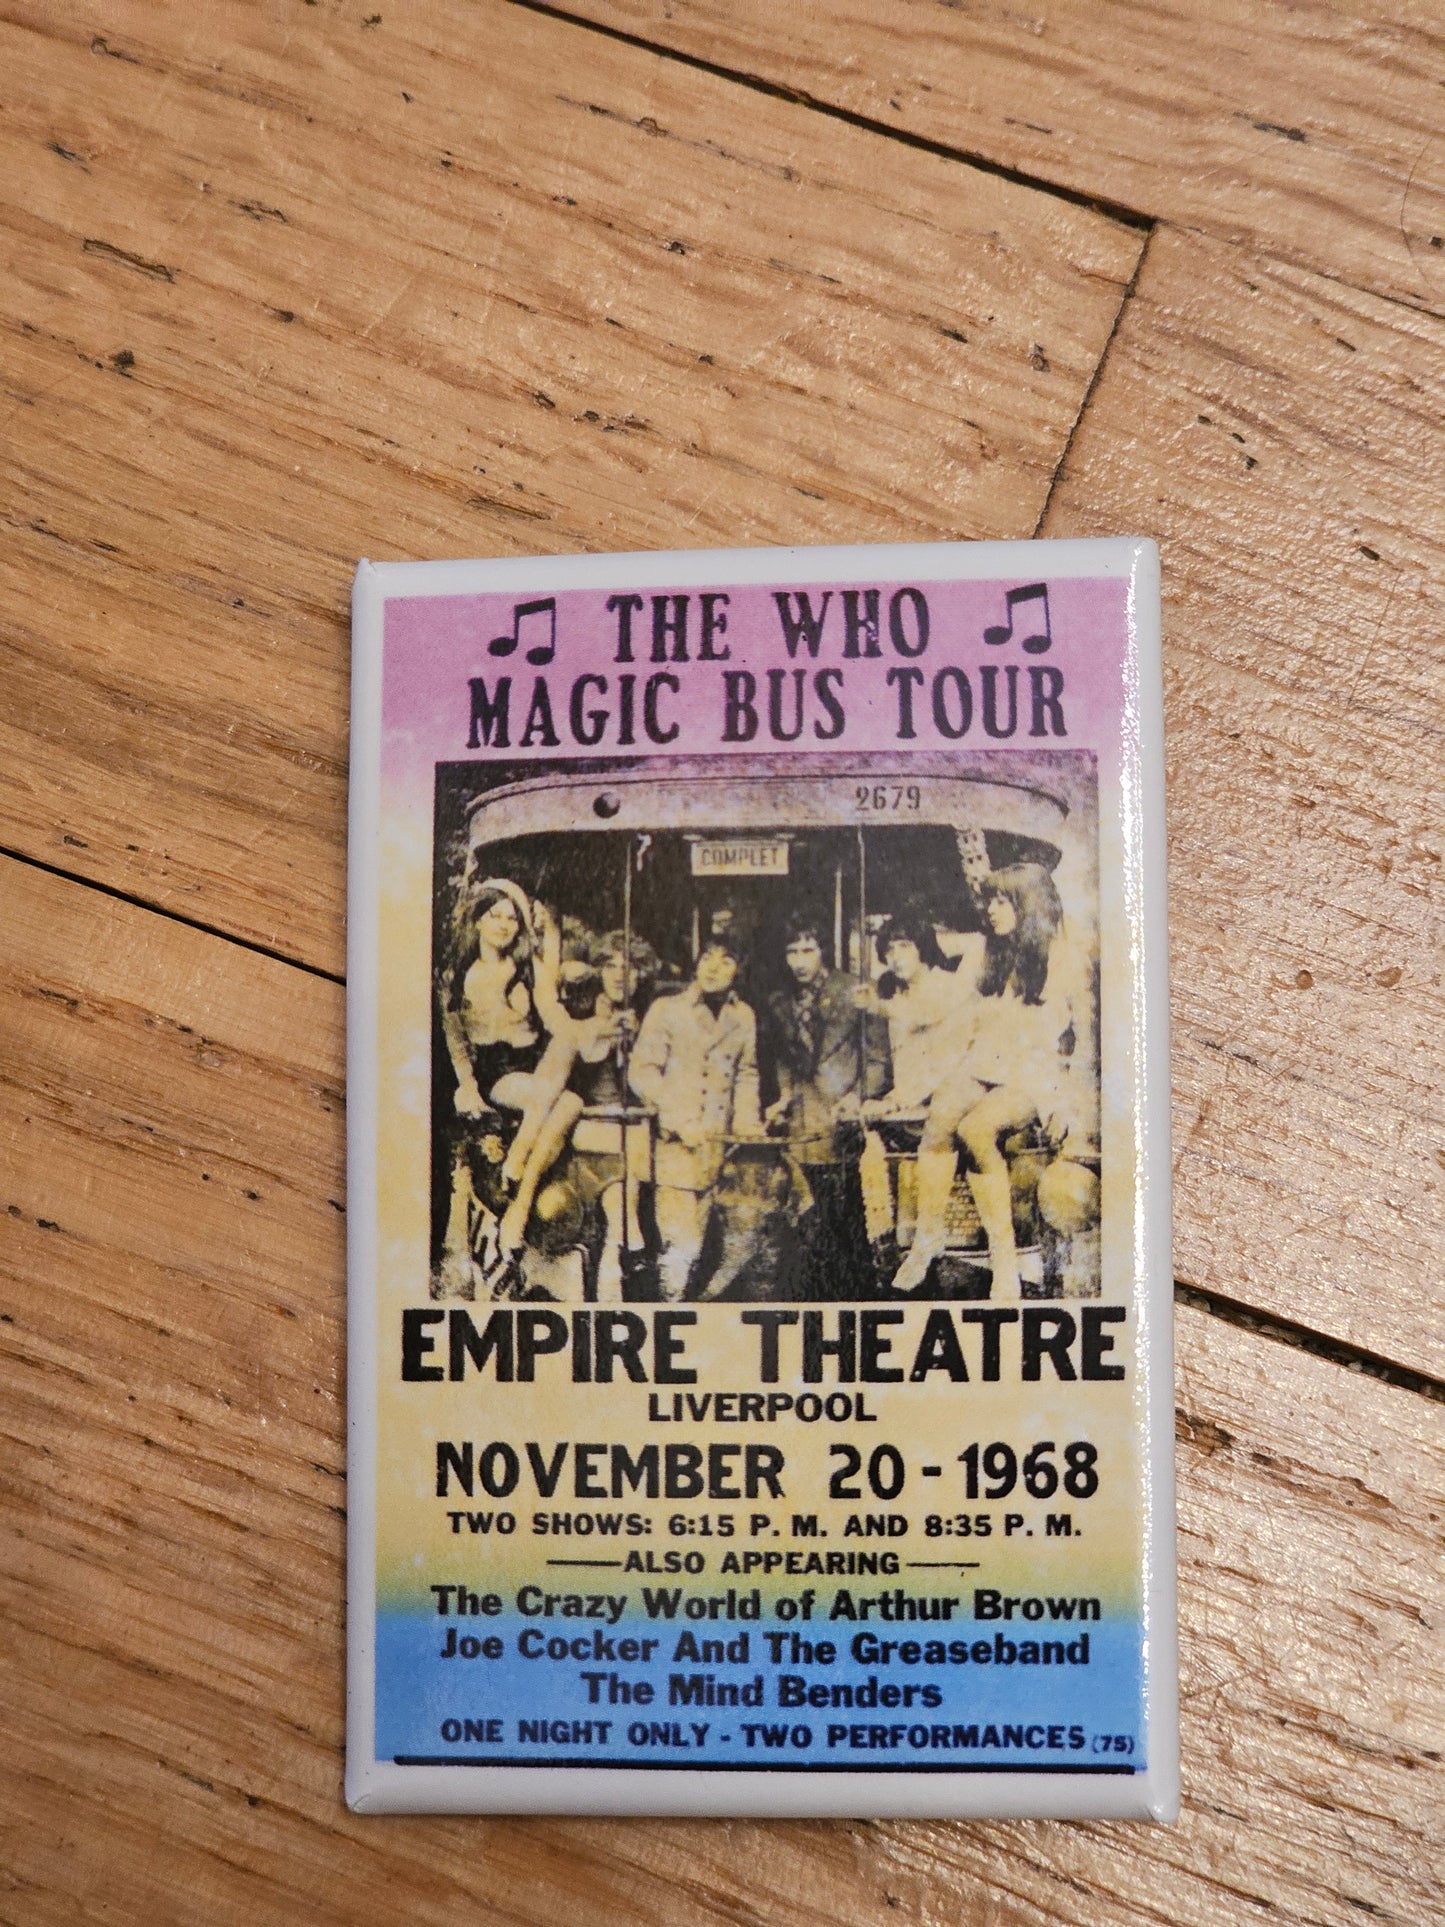 THE WHO
MAGIC BUS TOUR
2679
7
COMPLET
EMPIRE THEATRE
LIVERPOOL
NOVEMBER 20 - 1968
TWO SHOWS: 6:15 P. M. AND 8:35 P. M.
ALSO APPEARING
The Crazy World of Arthur Brown
Joe Cocker And The Greaseband
The Mind Benders
ONE NIGHT ONLY - TWO PERFORMANCES (75)